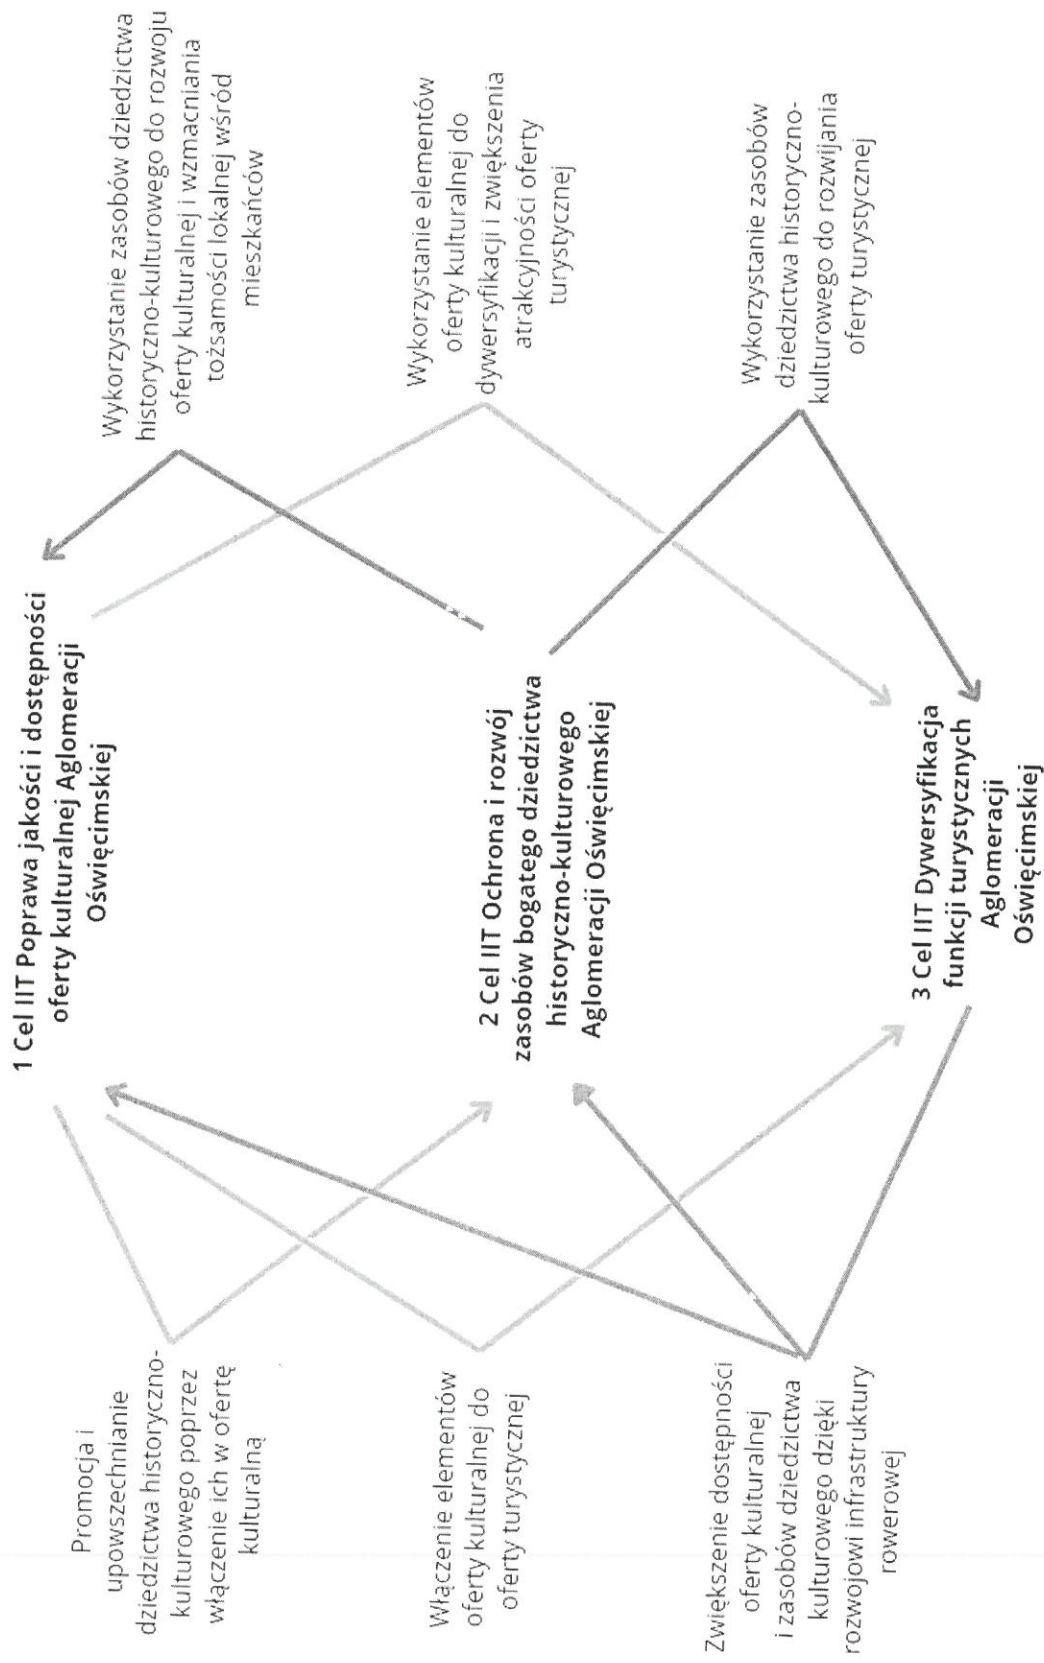 Promocja i
upowszechnianie
dziedzictwa historyczno-
kulturowego poprzez
włączenie ich w ofertę
kulturalną
Włączenie elementów
oferty kulturalnej do
oferty turystycznej
Zwiększenie dostępności
oferty kulturalnej
i zasobów dziedzictwa
kulturowego dzięki
rozwojowi infrastruktury
rowerowej
1 Cel IIT Poprawa jakości i dostępności
oferty kulturalnej Aglomeracji
Oświęcimskiej
2 Cel IIT Ochrona i rozwój
zasobów bogatego dziedzictwa
historyczno-kulturowego
Aglomeracji Oświęcimskiej
3 Cel IIT Dywersyfikacja
funkcji turystycznych
Aglomeracji
Oświęcimskiej
Wykorzystanie zasobów dziedzictwa
historyczno-kulturowego do rozwoju
oferty kulturalnej i wzmacniania
tożsamości lokalnej wśród
mieszkańców
Wykorzystanie elementów
oferty kulturalnej do
dywersyfikacji i zwiększenia
atrakcyjności oferty
turystycznej
Wykorzystanie zasobów
dziedzictwa historyczno-
kulturowego do rozwijania
oferty turystycznej